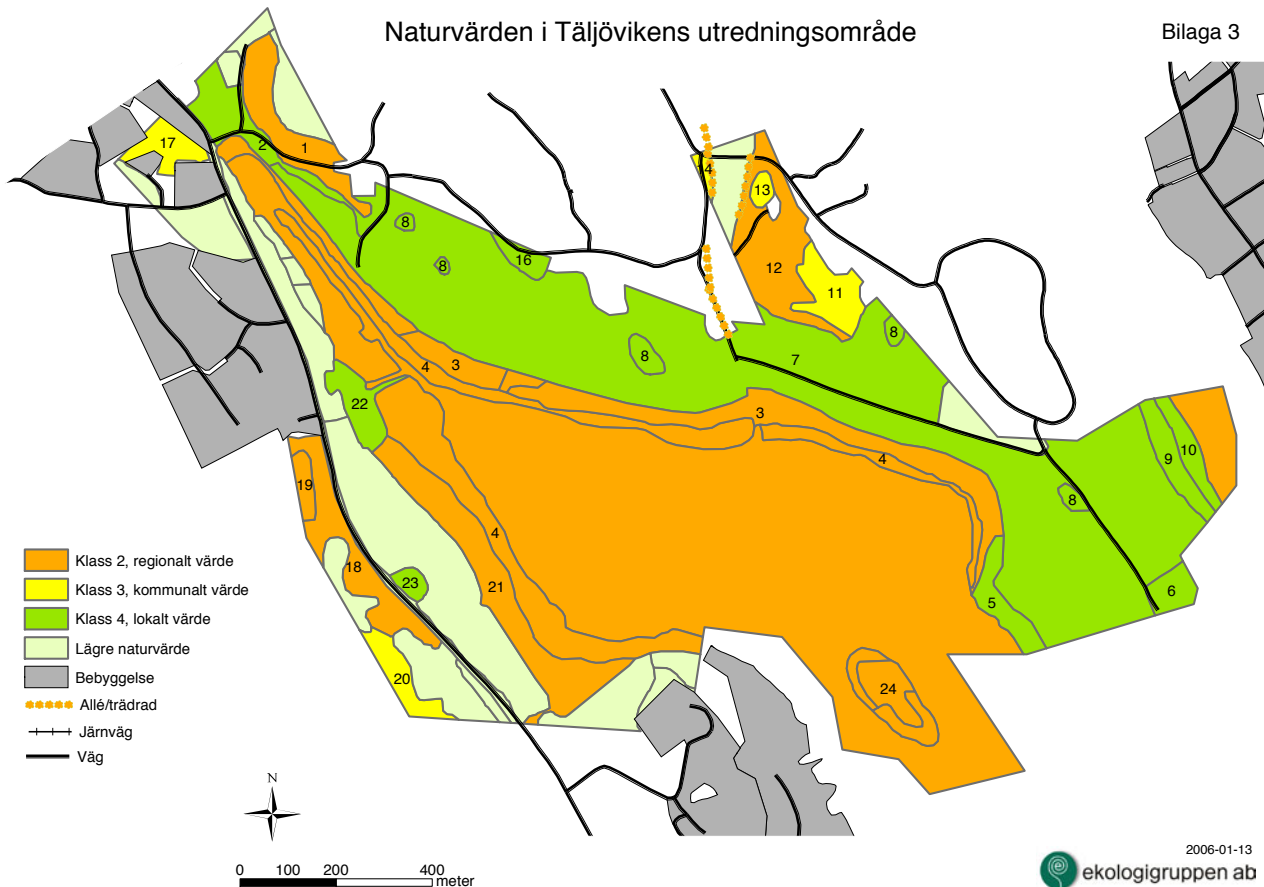 Naturvärden i Täljövikens utredningsområde
Bilaga 3
17
2
1
4
13
8
8
16
12
11
8
8
7
4
3
22
3
4
9
10
8
19
4
18
23
21
5
6
20
24
Klass 2, regionalt värde
Klass 3, kommunalt värde
Klass 4, lokalt värde
Lägre naturvärde
Bebyggelse
Allé/trädrad
Järnväg
Väg
N
0 100 200 400
meter
2006-01-13
ekologigruppen ab